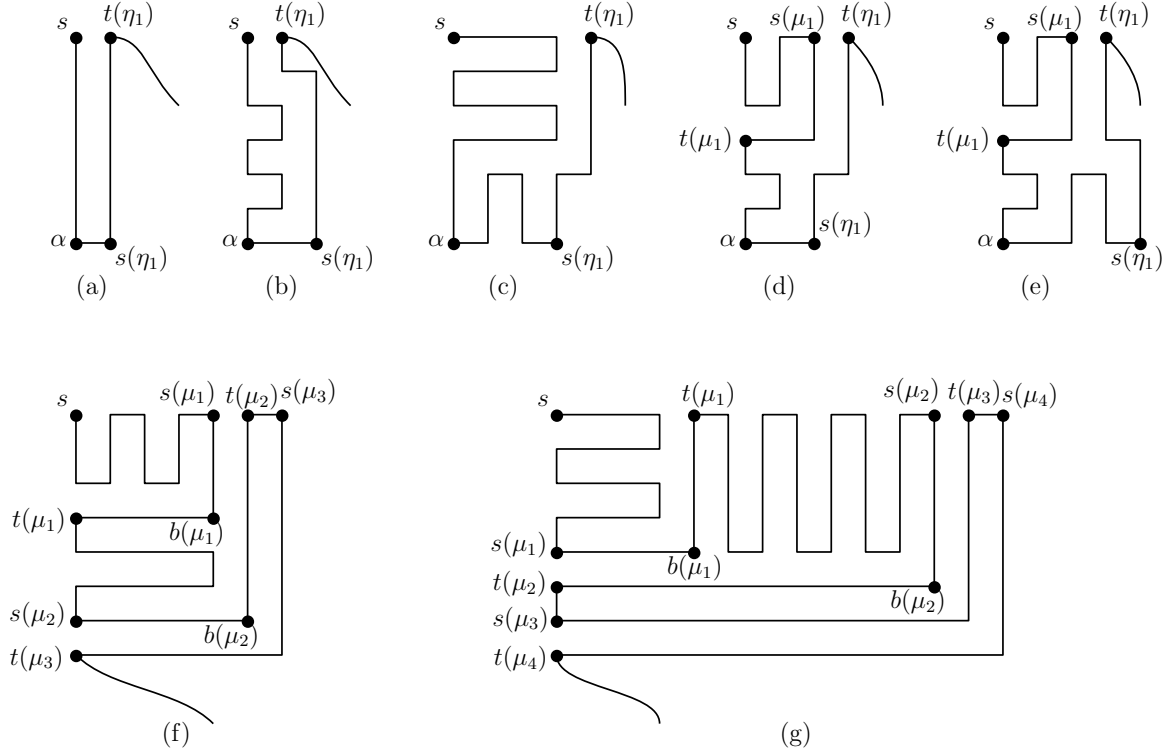 s t(η₁) s t(η₁) s t(η₁) s s(μ₁) t(η₁) s s(μ₁) t(η₁)
t(μ₁) t(μ₁)
α s(η₁) α s(η₁) α s(η₁) α s(η₁) α s(η₁)
(a) (b) (c) (d) (e)
s s(μ₁) t(μ₂) s(μ₃) s t(μ₁) s(μ₂) t(μ₃) s(μ₄)
t(μ₁) b(μ₁) s(μ₁) b(μ₁)
t(μ₂) b(μ₂)
s(μ₂) b(μ₂) s(μ₃)
t(μ₃) t(μ₄)
(f) (g)